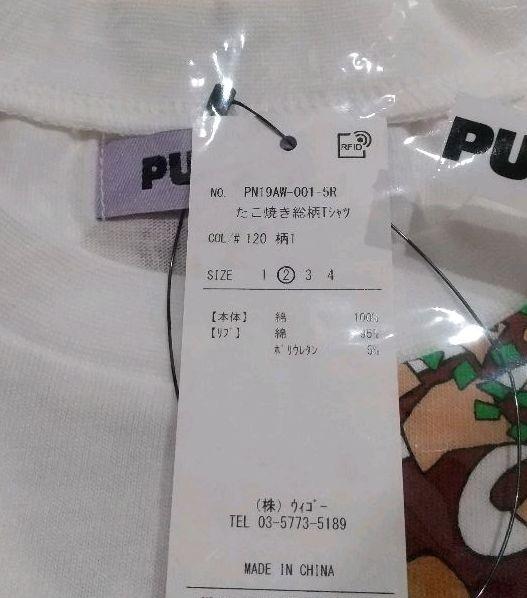 PU
PU
RFID
NO. PN19AW-001-5R
たこ焼き総柄Tシャツ
COL/# 120 柄1
SIZE 1 2 3 4
【本体】 綿 100%
【リブ】 綿 95%
ポリウレタン 5%
(株) ウィゴー
TEL 03-5773-5189
MADE IN CHINA